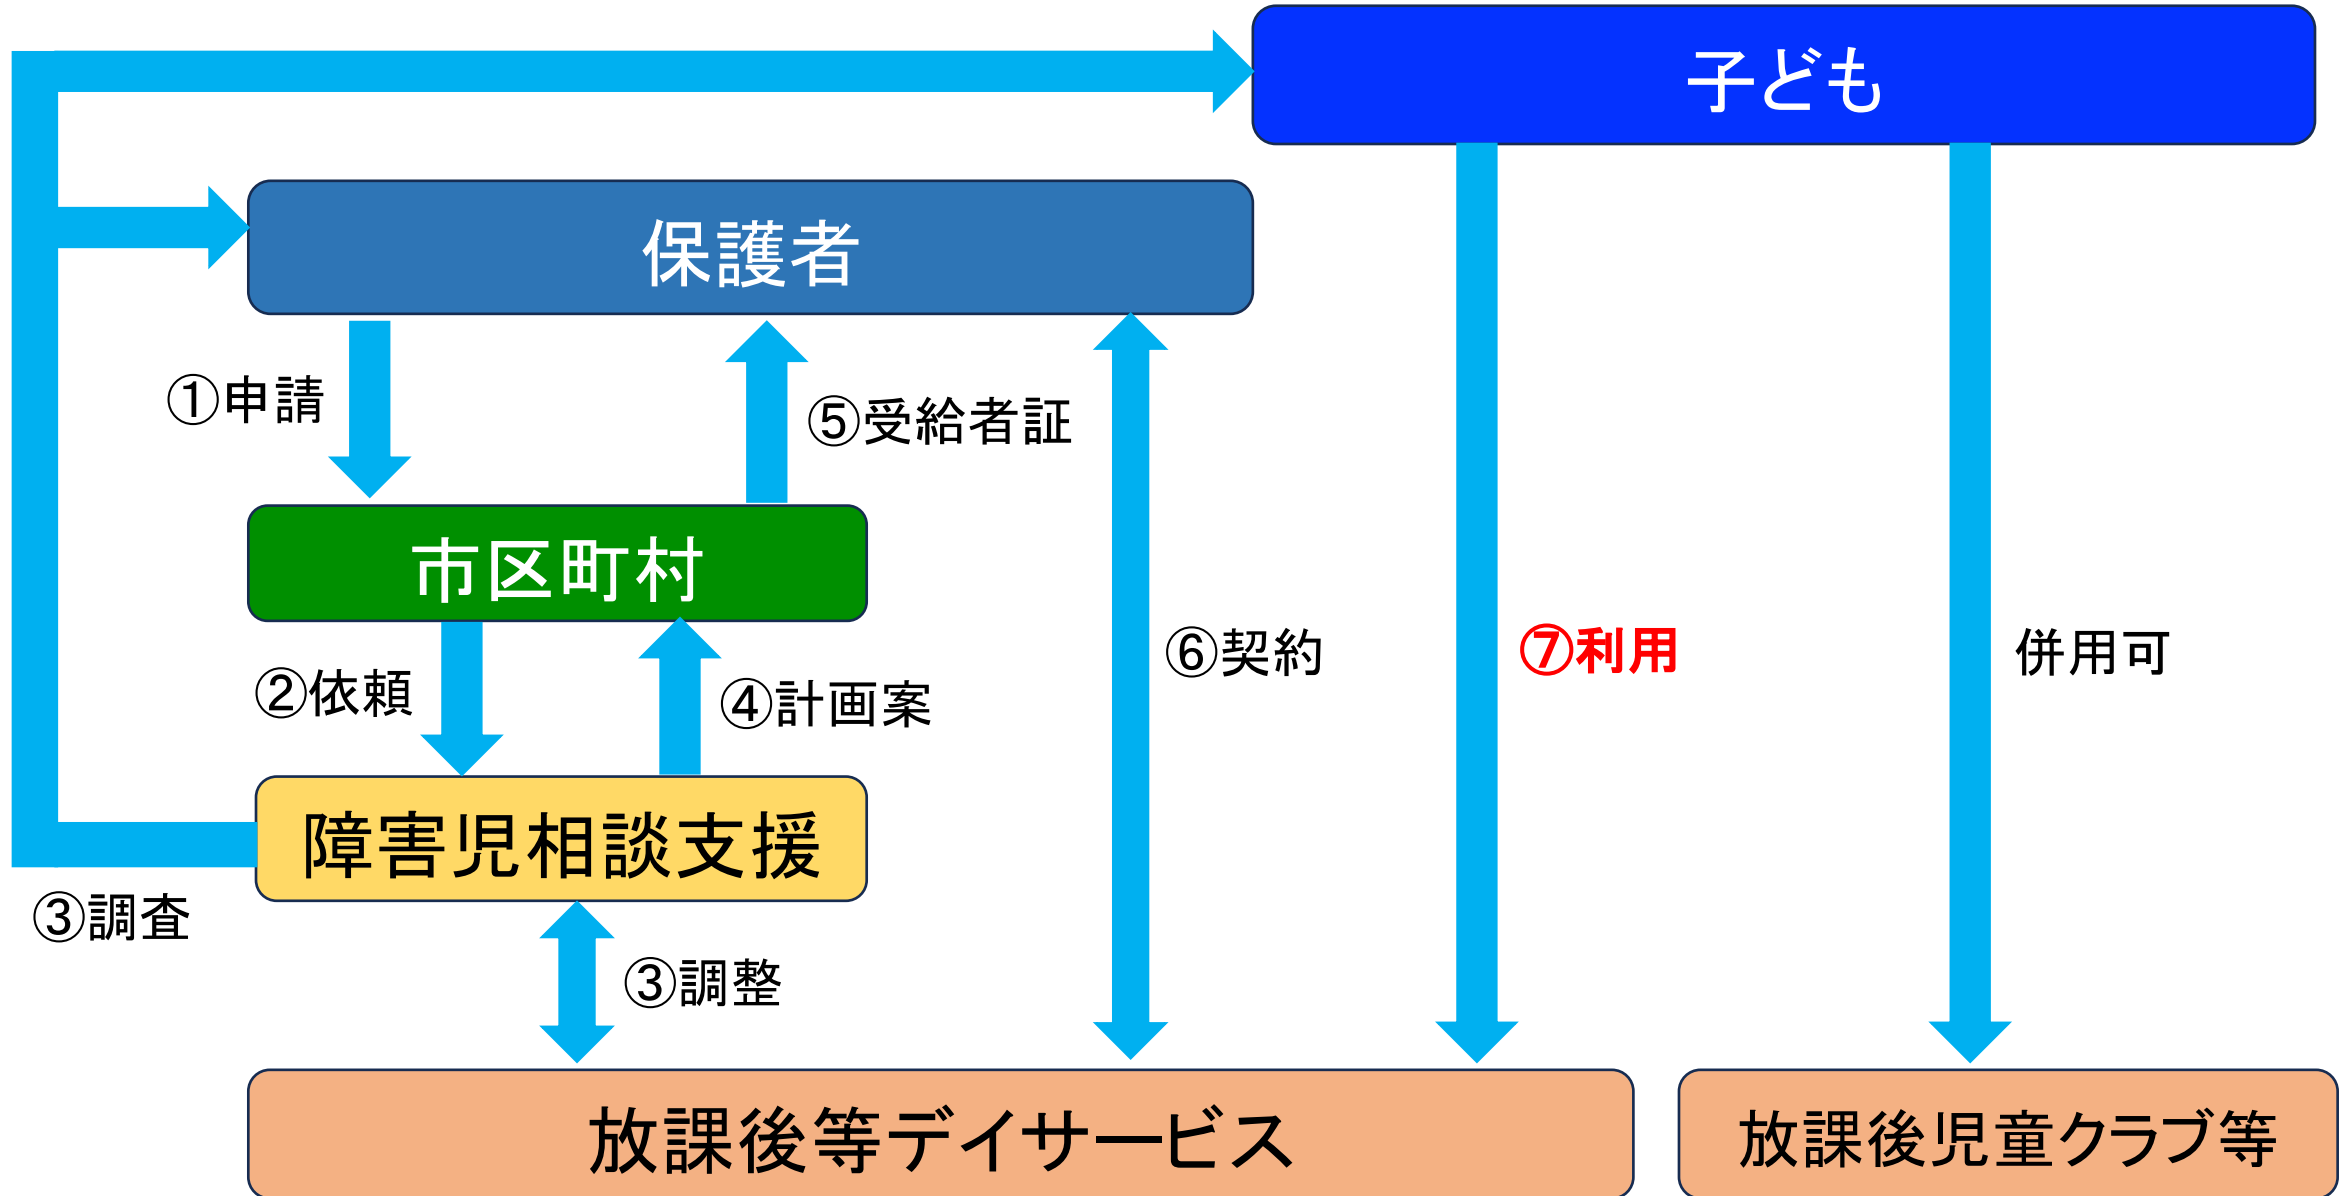 子ども
保護者
①申請
⑤受給者証
市区町村
⑥契約
⑦利用
併用可
②依頼
④計画案
障害児相談支援
③調査
③調整
放課後等デイサービス
放課後児童クラブ等